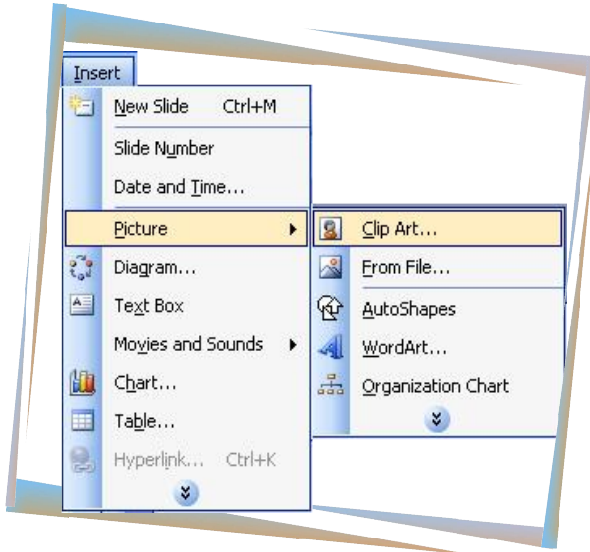 Insert
New Slide Ctrl+M
Slide Number
Date and Time...
Picture
Clip Art...
Diagram...
From File...
Text Box
AutoShapes
Movies and Sounds
WordArt...
Chart...
Organization Chart
Table...
Hyperlink... Ctrl+K